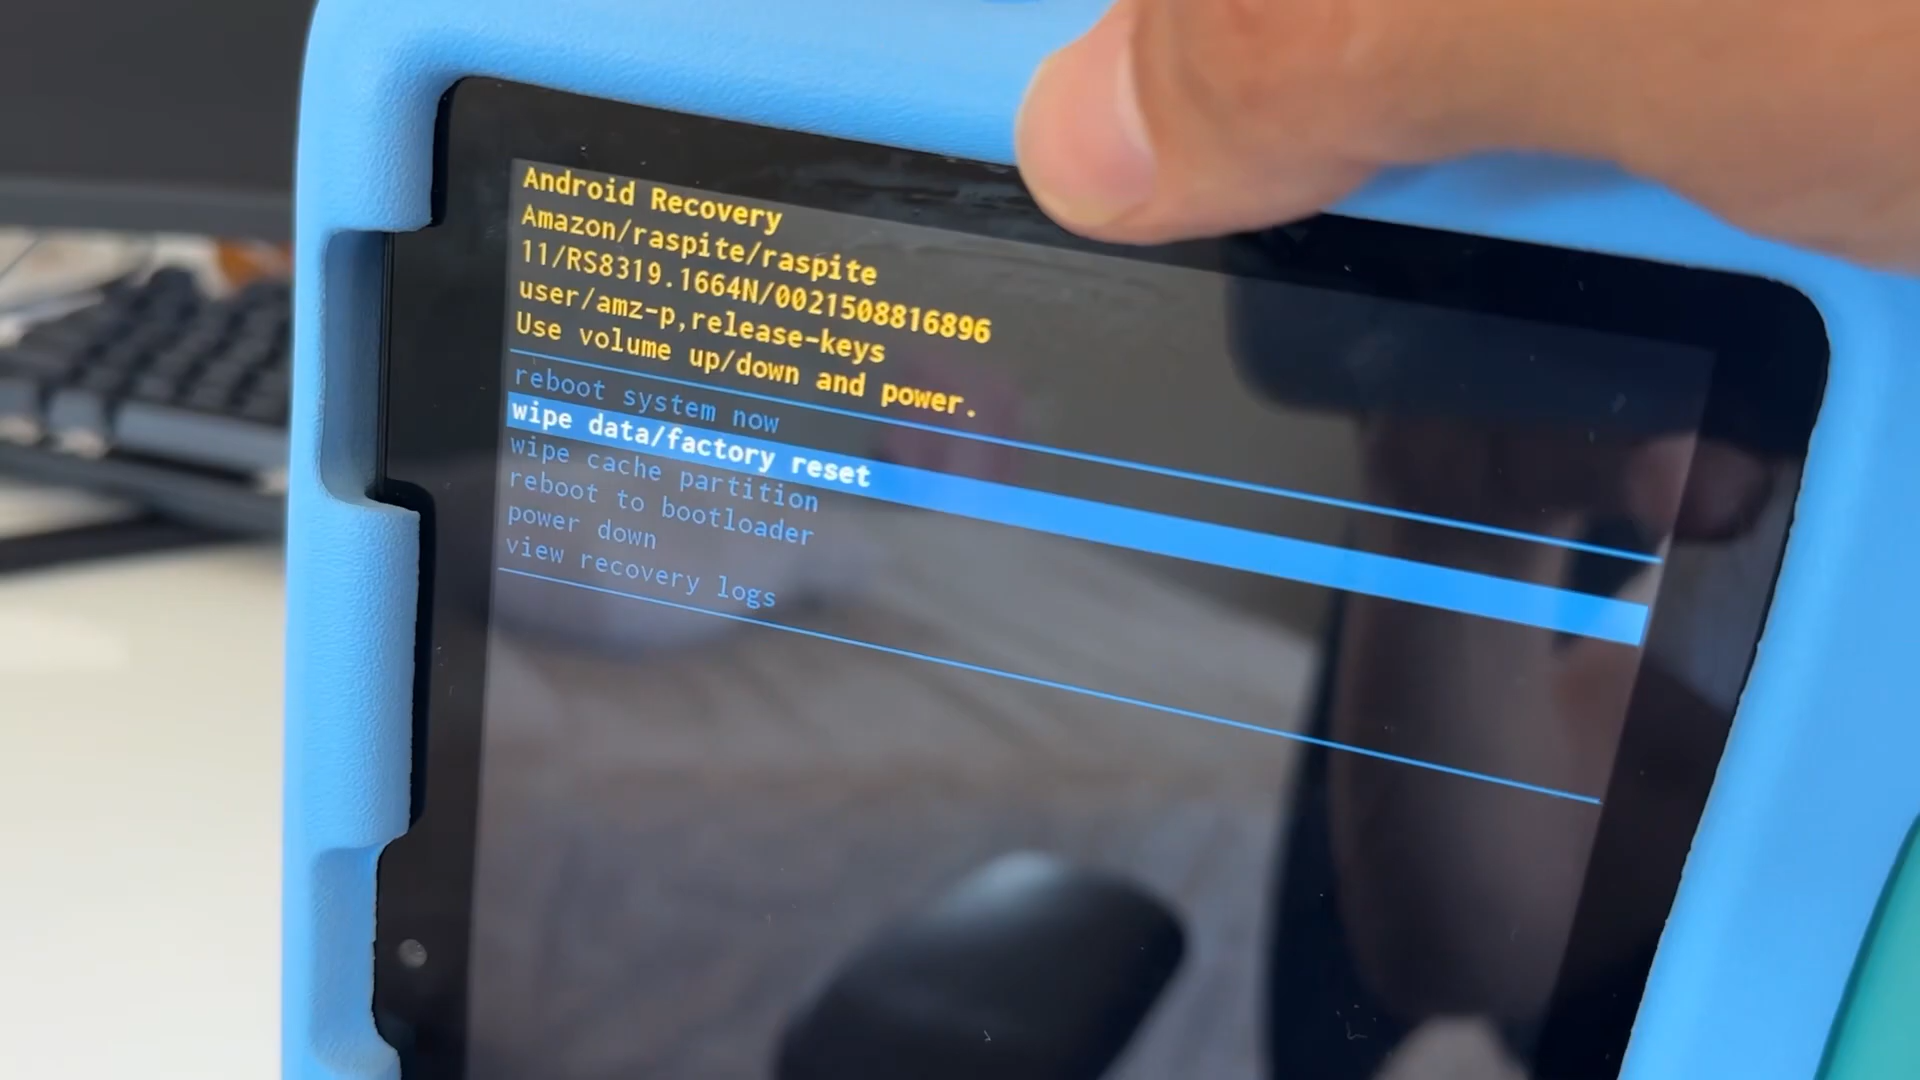 Android Recovery
Amazon/raspite/raspite
11/RS8319.1664N/0021508816896
user/amz-p,release-keys
Use volume up/down and power.
reboot system now
wipe data/factory reset
wipe cache partition
reboot to bootloader
power down
view recovery logs